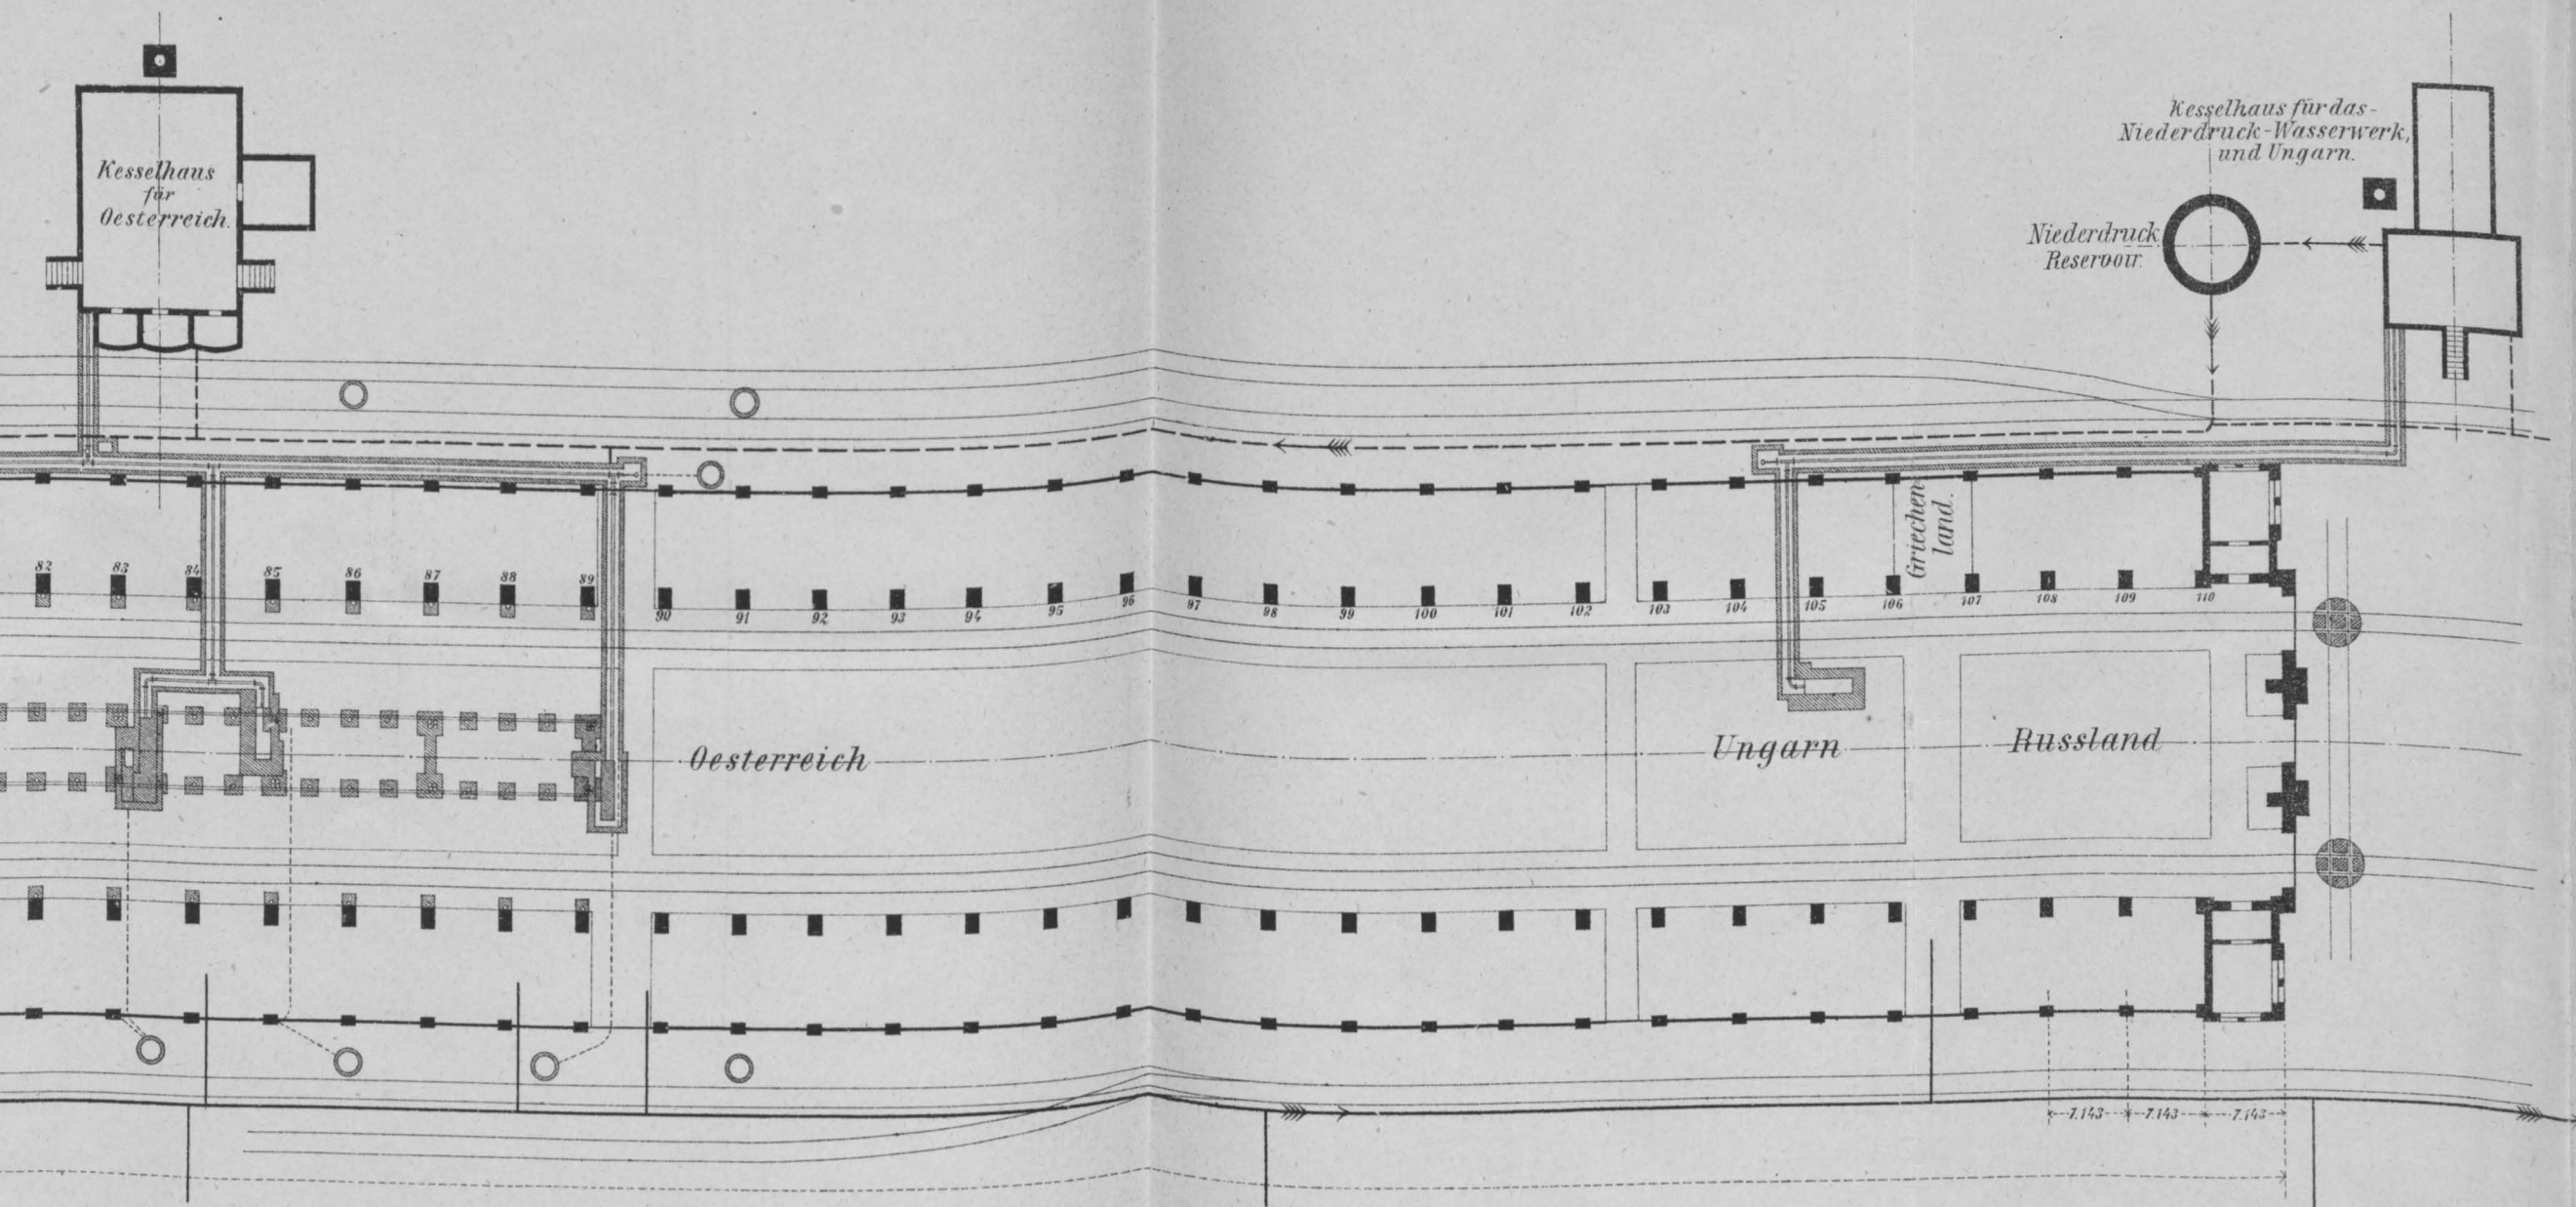 Kesselhaus
für
Oesterreich.
Kesselhaus für das-
Niederdruck-Wasserwerk,
und Ungarn.
Niederdruck
Reservoir.
Griechen-
land.
82 83 84 85 86 87 88 89 90 91 92 93 94 95 96 97 98 99 100 101 102 103 104 105 106 107 108 109 110
Oesterreich
Ungarn
Russland
7.143 7.143 7.143